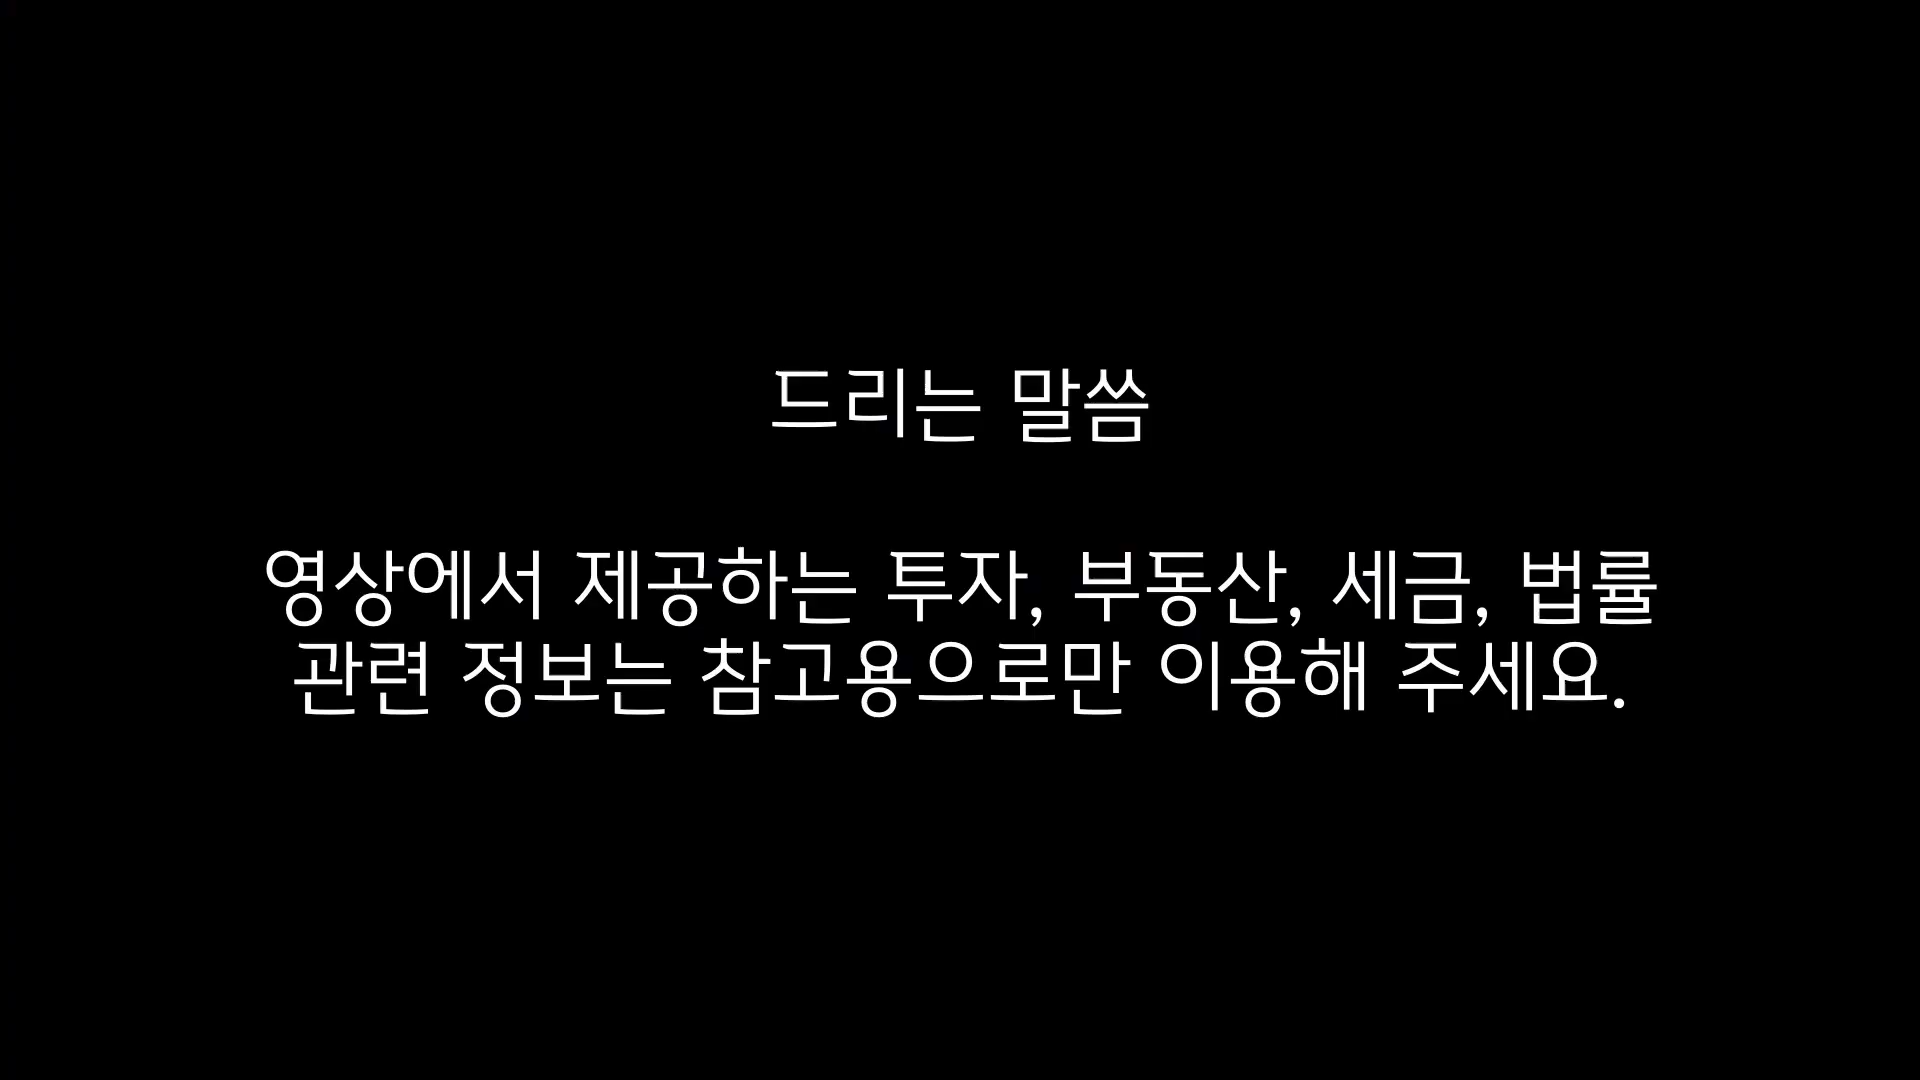 드리는 말씀
영상에서 제공하는 투자, 부동산, 세금, 법률
관련 정보는 참고용으로만 이용해 주세요.